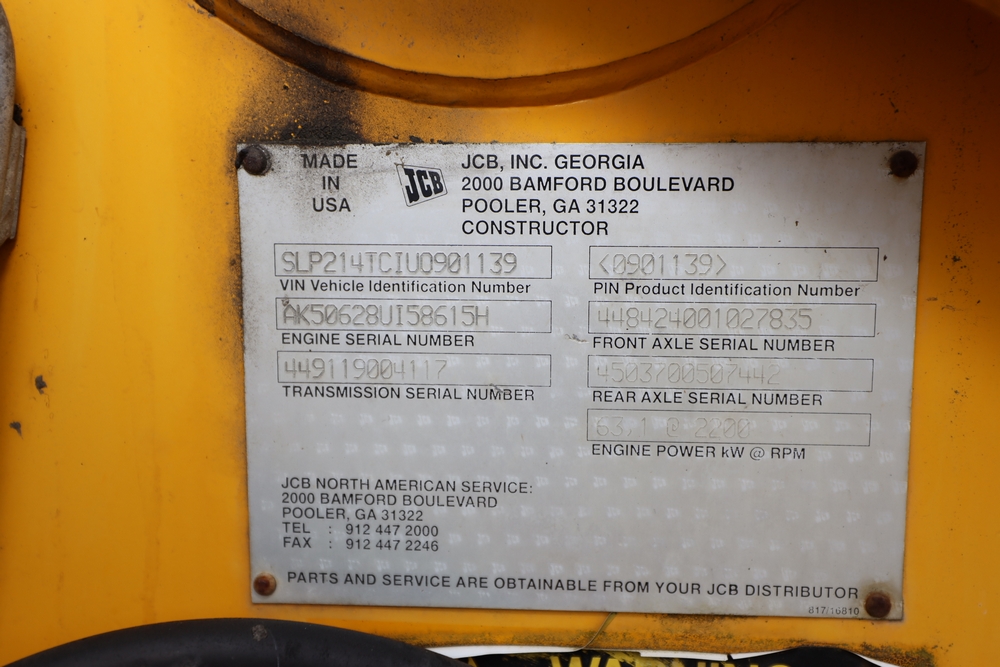 MADE
IN
USA
JCB
JCB, INC. GEORGIA
2000 BAMFORD BOULEVARD
POOLER, GA 31322
CONSTRUCTOR
SLP214TCIU0901139
VIN Vehicle Identification Number
<0901139>
PIN Product Identification Number
AK50628UI58615H
ENGINE SERIAL NUMBER
448424001027835
FRONT AXLE SERIAL NUMBER
449119004117
TRANSMISSION SERIAL NUMBER
4503700507442
REAR AXLE SERIAL NUMBER
63,1 @ 2200
ENGINE POWER kW @ RPM
JCB NORTH AMERICAN SERVICE:
2000 BAMFORD BOULEVARD
POOLER, GA 31322
TEL : 912 447 2000
FAX : 912 447 2246
PARTS AND SERVICE ARE OBTAINABLE FROM YOUR JCB DISTRIBUTOR
817/16810
WARNING